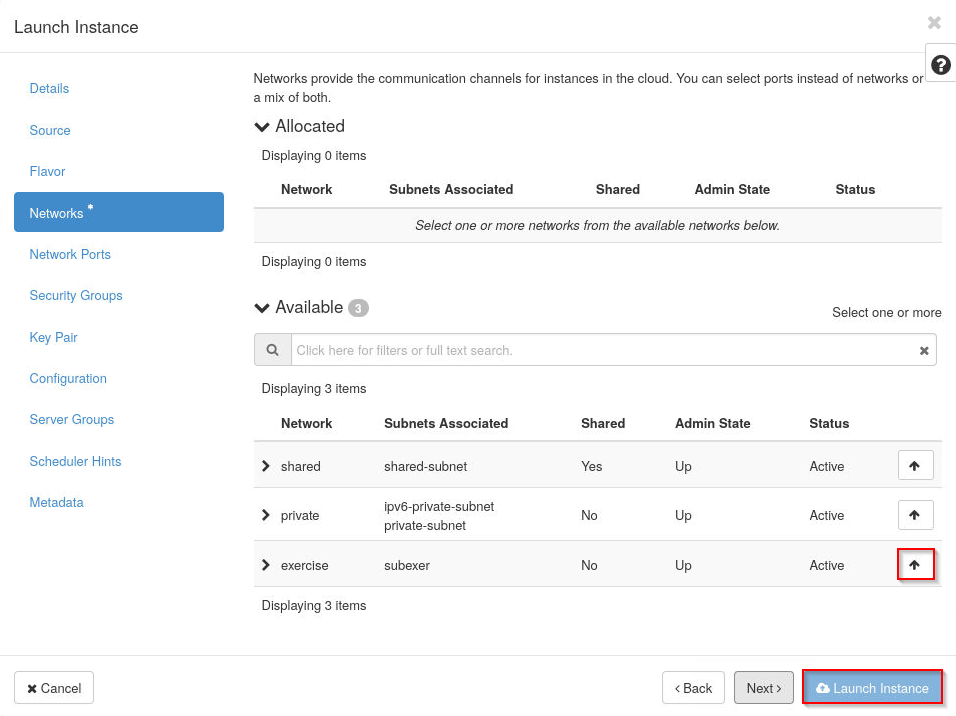 Launch Instance
Details
Source
Flavor
Networks *
Network Ports
Security Groups
Key Pair
Configuration
Server Groups
Scheduler Hints
Metadata
Networks provide the communication channels for instances in the cloud. You can select ports instead of networks or
a mix of both.
Allocated
Displaying 0 items
Network Subnets Associated Shared Admin State Status
Select one or more networks from the available networks below.
Displaying 0 items
Available 3
Select one or more
Click here for filters or full text search.
Displaying 3 items
Network Subnets Associated Shared Admin State Status
shared shared-subnet Yes Up Active
private ipv6-private-subnet No Up Active
private-subnet
exercise subexer No Up Active
Displaying 3 items
Cancel
Back
Next
Launch Instance